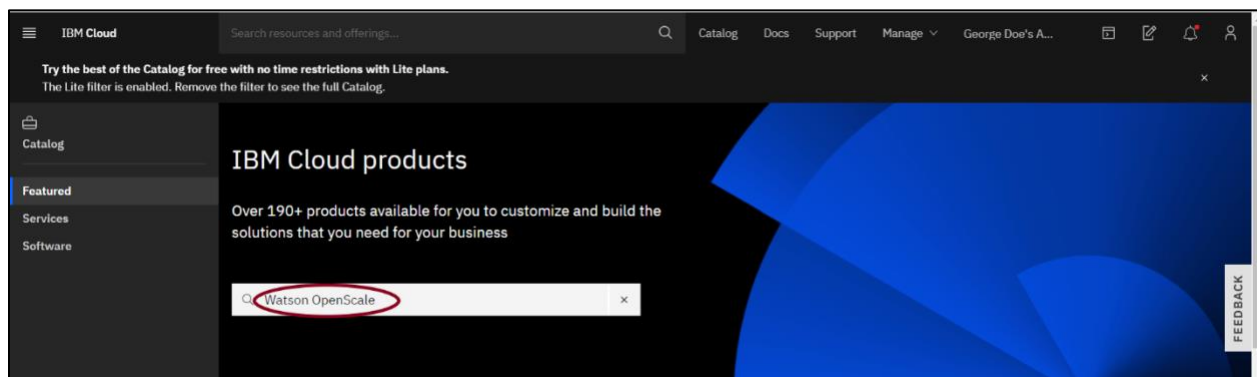 IBM Cloud
Search resources and offerings...
Catalog
Docs
Support
Manage
George Doe's A...
Try the best of the Catalog for free with no time restrictions with Lite plans.
The Lite filter is enabled. Remove the filter to see the full Catalog.
Catalog
Featured
Services
Software
IBM Cloud products
Over 190+ products available for you to customize and build the
solutions that you need for your business
Watson OpenScale
FEEDBACK